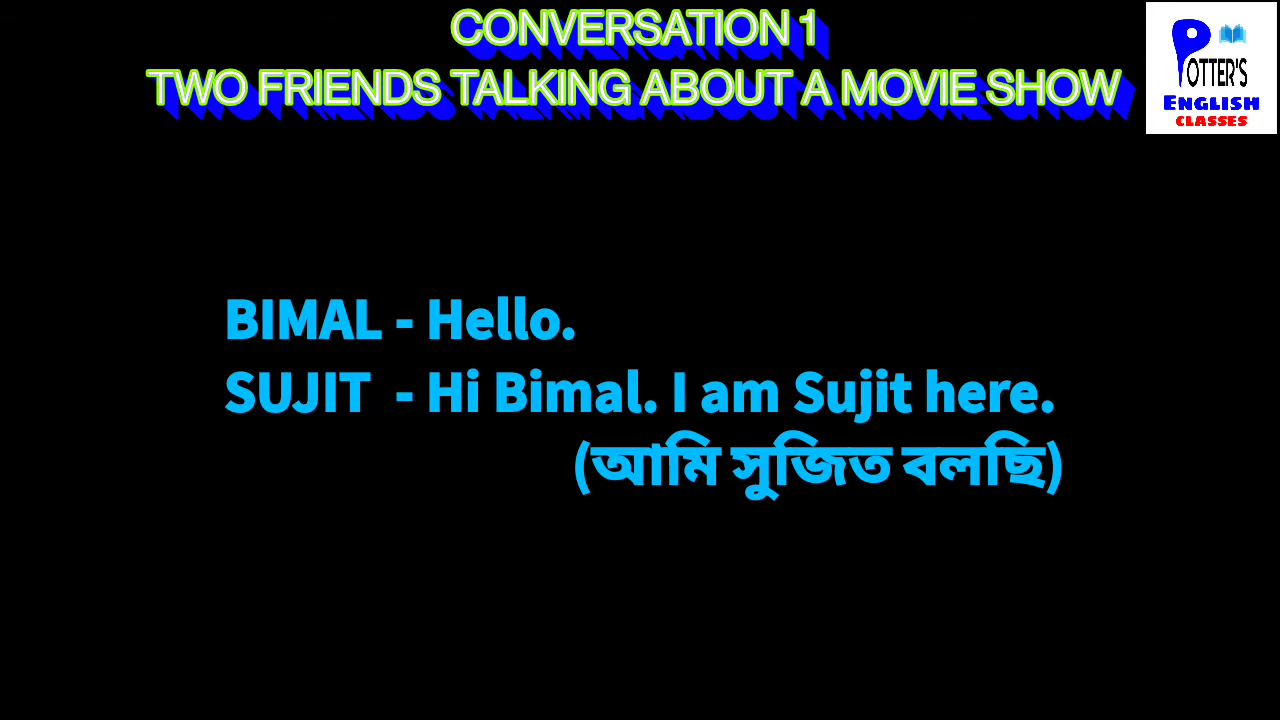 CONVERSATION 1
TWO FRIENDS TALKING ABOUT A MOVIE SHOW
POTTER'S
ENGLISH
CLASSES
BIMAL - Hello.
SUJIT - Hi Bimal. I am Sujit here.
(আমি সুজিত বলছি)